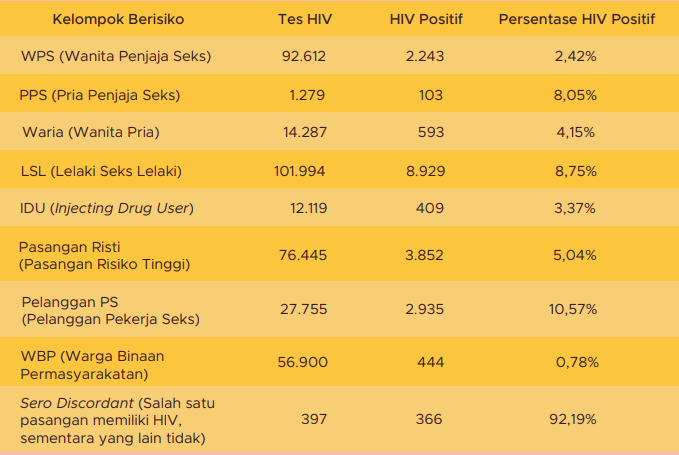 Kelompok Berisiko Tes HIV HIV Positif Persentase HIV Positif
WPS (Wanita Penjaja Seks) 92.612 2.243 2,42%
PPS (Pria Penjaja Seks) 1.279 103 8,05%
Waria (Wanita Pria) 14.287 593 4,15%
LSL (Lelaki Seks Lelaki) 101.994 8.929 8,75%
IDU (Injecting Drug User) 12.119 409 3,37%
Pasangan Risti
(Pasangan Risiko Tinggi) 76.445 3.852 5,04%
Pelanggan PS
(Pelanggan Pekerja Seks) 27.755 2.935 10,57%
WBP (Warga Binaan
Permasyarakatan) 56.900 444 0,78%
Sero Discordant (Salah satu
pasangan memiliki HIV, 397 366 92,19%
sementara yang lain tidak)